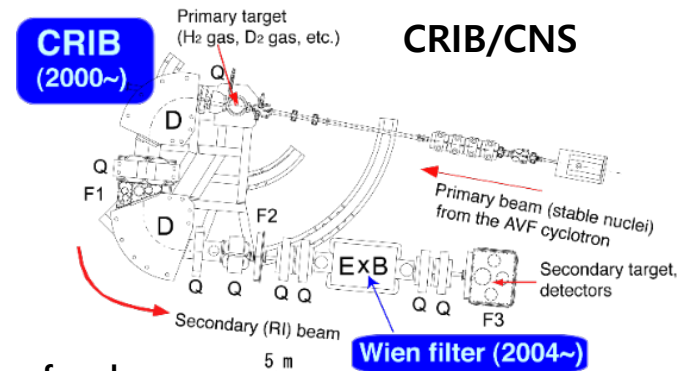 CRIB
(2000~)
Primary target
(H2 gas, D2 gas, etc.)
CRIB/CNS
Q
D
Q
F1
D
F2
Primary beam (stable nuclei)
from the AVF cyclotron
ExB
Secondary target,
detectors
Q Q Q Q Q Q
F3
Secondary (RI) beam
5 m
Wien filter (2004~)